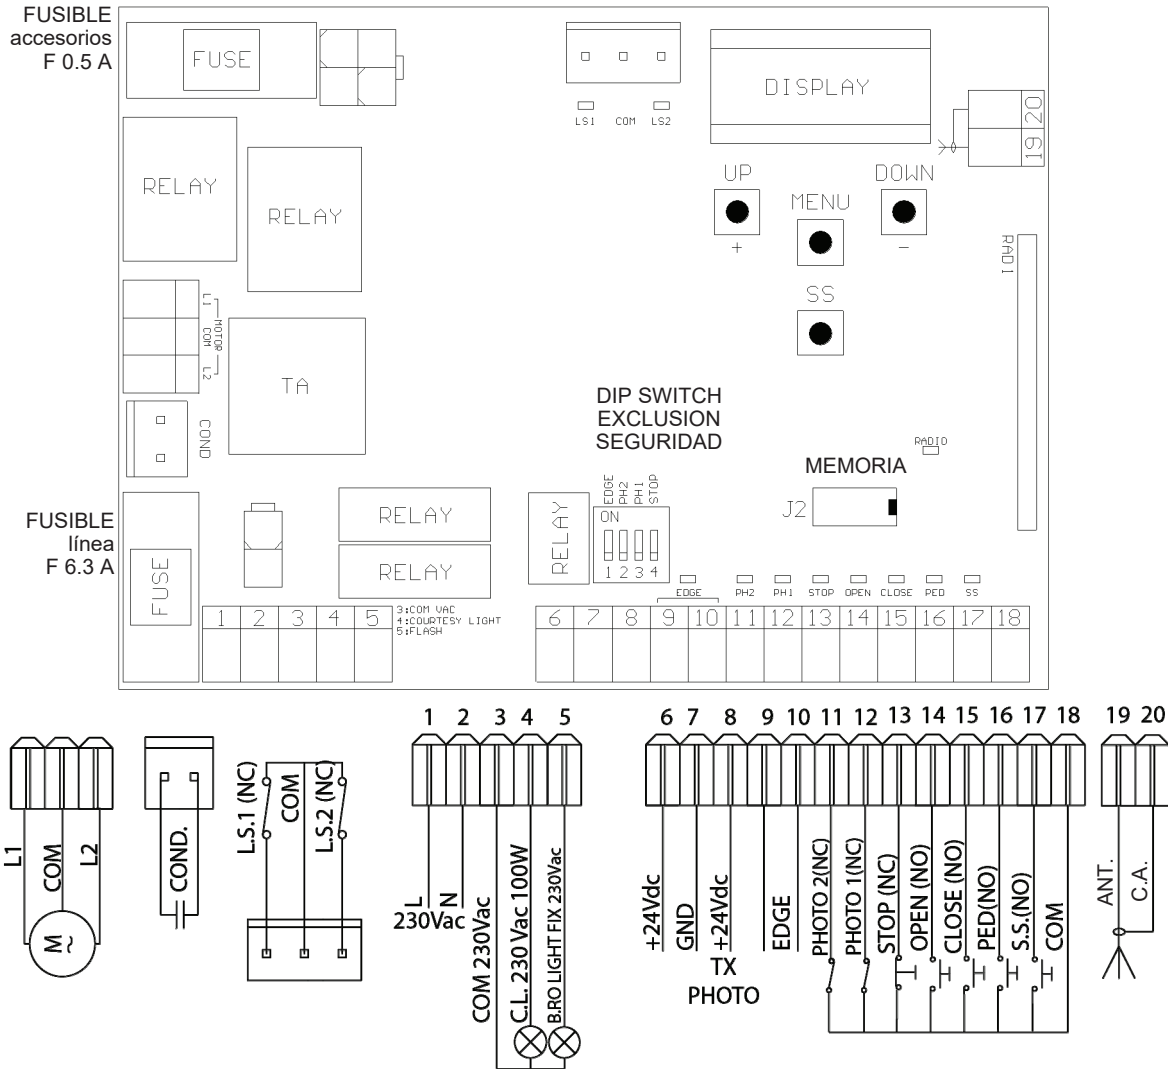 FUSIBLE
accesorios
F 0.5 A
FUSE
LS1 COM LS2
DISPLAY
20
19
UP
MENU
DOWN
+
-
SS
RELAY
RELAY
RADI
L1
MOTOR
COM
L2
TA
COND
DIP SWITCH
EXCLUSION
SEGURIDAD
RADIO
MEMORIA
J2
FUSIBLE
línea
F 6.3 A
FUSE
RELAY
RELAY
RELAY
EDGE
PH2
PH1
STOP
ON
1 2 3 4
EDGE PH2 PH1 STOP OPEN CLOSE PED SS
1 2 3 4 5
3:COM VAC
4:COURTESY LIGHT
5:FLASH
6 7 8 9 10 11 12 13 14 15 16 17 18
L1
COM
L2
M~
COND.
L.S.1 (NC)
COM
L.S.2 (NC)
1 2 3 4 5
L
N
230Vac
COM 230Vac
C.L. 230 Vac 100W
B.RO LIGHT FIX 230Vac
6 7 8 9 10 11 12 13 14 15 16 17 18
+24Vdc
GND
+24Vdc
TX
PHOTO
EDGE
PHOTO 2(NC)
PHOTO 1(NC)
STOP (NC)
OPEN (NO)
CLOSE (NO)
PED(NO)
S.S.(NO)
COM
19 20
ANT.
C.A.